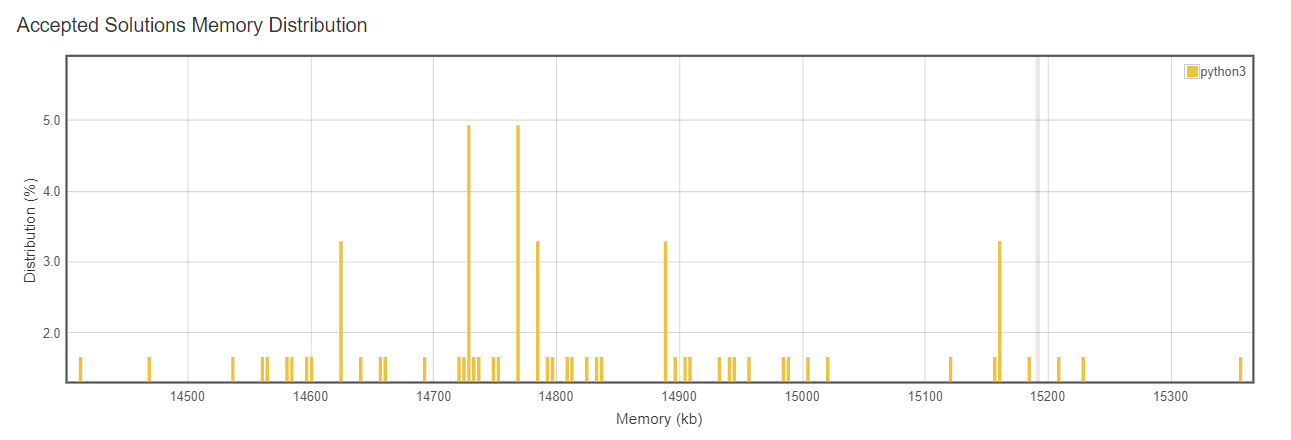 Accepted Solutions Memory Distribution
python3
Distribution (%)
5.0
4.0
3.0
2.0
14500 14600 14700 14800 14900 15000 15100 15200 15300
Memory (kb)